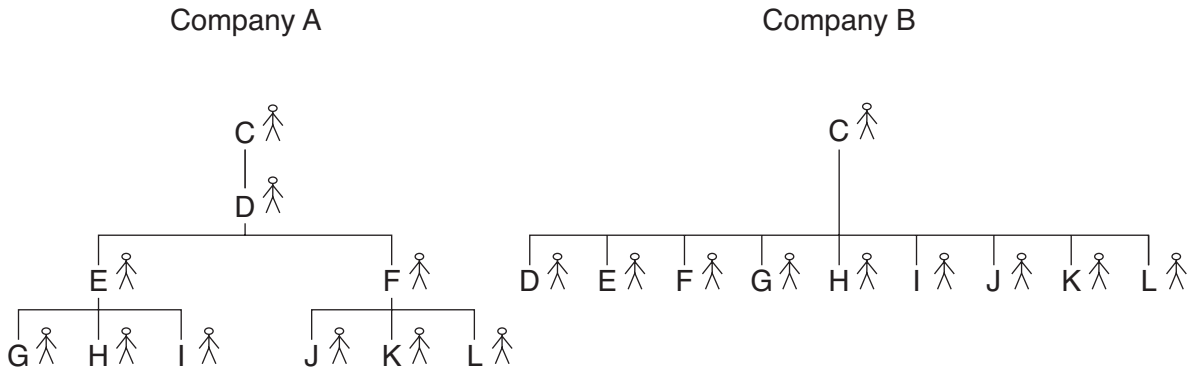 Company A
Company B
C
D
E F
G H I J K L
C
D E F G H I J K L